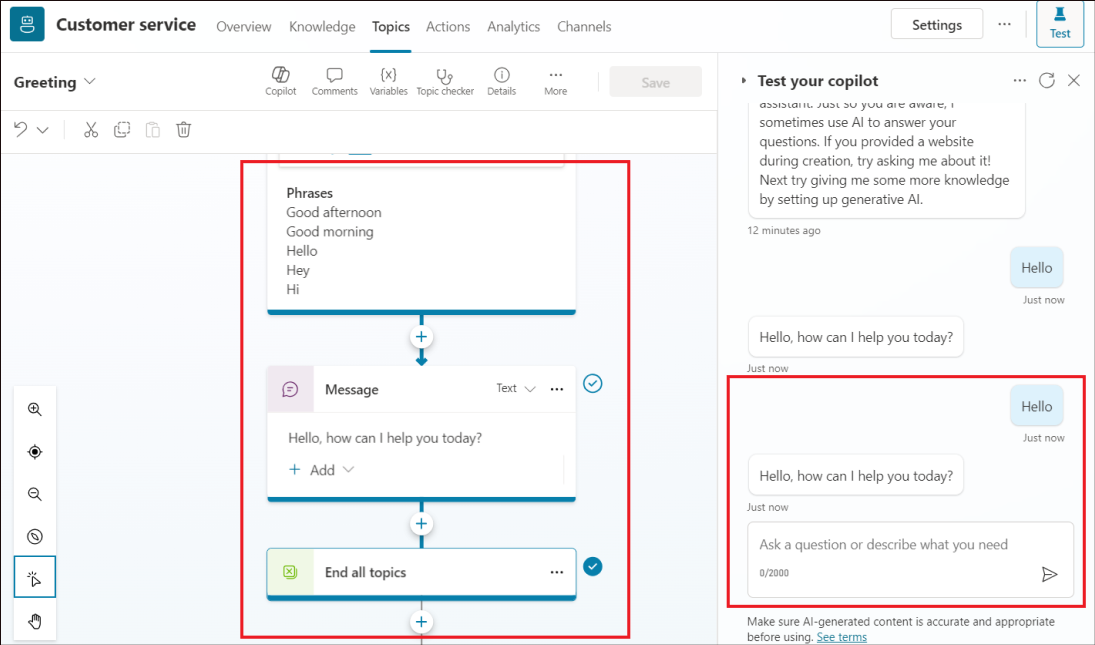 Customer service
Overview
Knowledge
Topics
Actions
Analytics
Channels
Settings
Test
Greeting
Copilot
Comments
{x}
Variables
Topic checker
Details
More
Save
Phrases
Good afternoon
Good morning
Hello
Hey
Hi
Message
Text
Hello, how can I help you today?
Add
End all topics
Test your copilot
assistant. Just so you are aware, I
sometimes use AI to answer your
questions. If you provided a website
during creation, try asking me about it!
Next try giving me some more knowledge
by setting up generative AI.
12 minutes ago
Hello
Just now
Hello, how can I help you today?
Just now
Hello
Just now
Hello, how can I help you today?
Just now
Ask a question or describe what you need
0/2000
Make sure AI-generated content is accurate and appropriate
before using. See terms